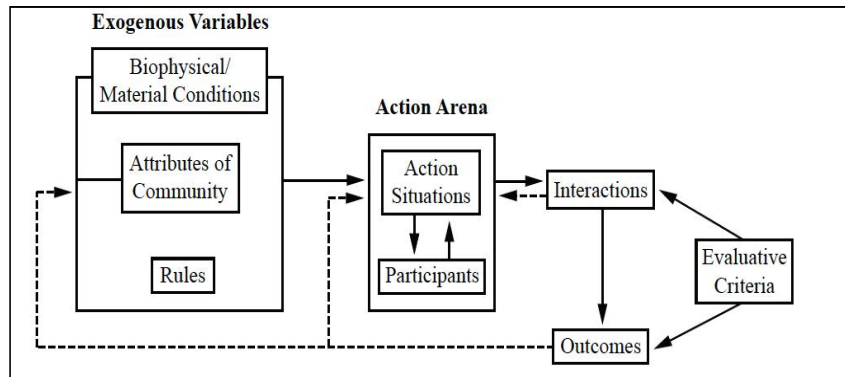 Exogenous Variables
Biophysical/
Material Conditions
Attributes of
Community
Rules
Action Arena
Action
Situations
Participants
Interactions
Outcomes
Evaluative
Criteria